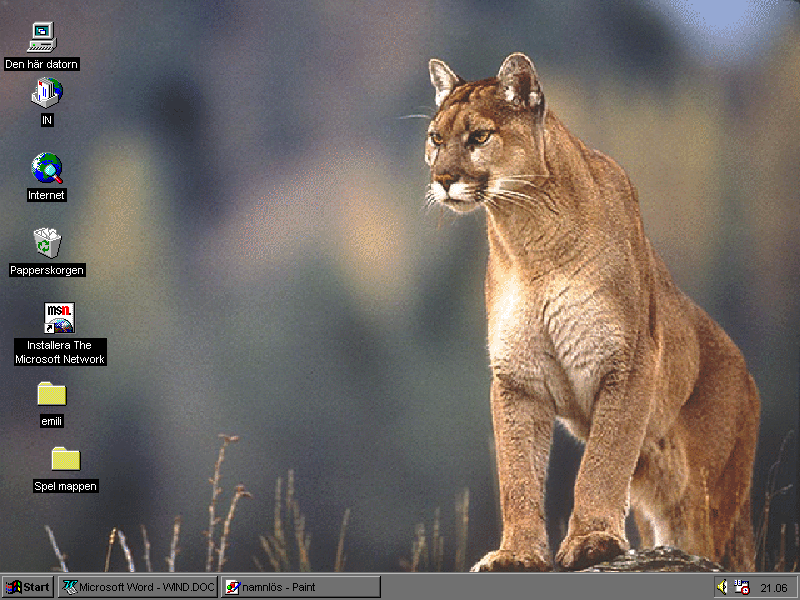 Den här datorn
IN
Internet
Papperskorgen
msn.
Installera The
Microsoft Network
emili
Spel mappen
Start
Microsoft Word - WIND.DOC
namnlös - Paint
21.06